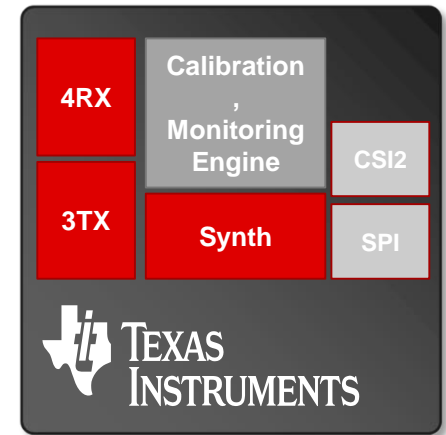 4RX
Calibration
,
Monitoring
Engine
CSI2
3TX
Synth
SPI
TEXAS
INSTRUMENTS